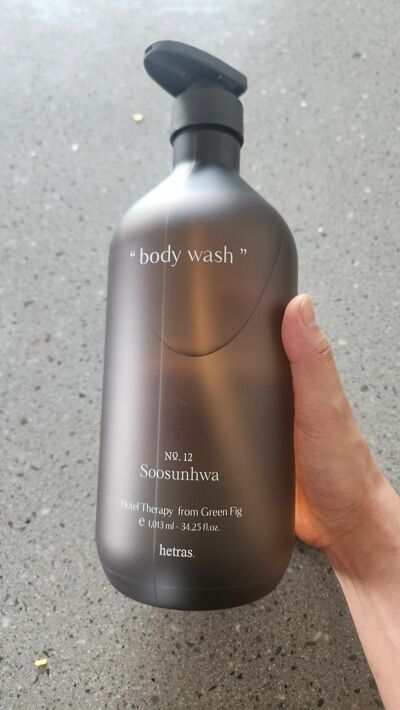 “ body wash ”
№. 12
Soosunhwa
Hotel Therapy from Green Fig
℮ 1,013 ml - 34.25 fl.oz.
hetras.